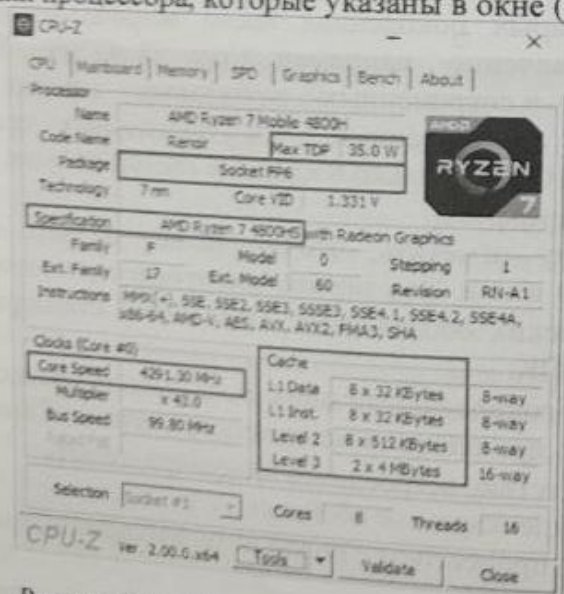 процессора, которые указаны в окне (
CPU-Z
CPU Mainboard Memory SPD Graphics Bench About
Processor
Name AMD Ryzen 7 Mobile 4800H
Code Name Renoir Max TDP 35.0 W
Package Socket FP6
Technology 7 nm Core VID 1.331 V
AMD
RYZEN
7
Specification AMD Ryzen 7 4800HS with Radeon Graphics
Family F Model 0 Stepping 1
Ext. Family 17 Ext. Model 60 Revision RN-A1
Instructions MMX(+), SSE, SSE2, SSE3, SSSE3, SSE4.1, SSE4.2, SSE4A,
x86-64, AMD-V, AES, AVX, AVX2, FMA3, SHA
Clocks (Core #0)
Core Speed 4291.30 MHz
Multiplier x 43.0
Bus Speed 99.80 MHz
Cache
L1 Data 8 x 32 KBytes 8-way
L1 Inst. 8 x 32 KBytes 8-way
Level 2 8 x 512 KBytes 8-way
Level 3 2 x 4 MBytes 16-way
Selection Socket #1 Cores 8 Threads 16
CPU-Z Ver. 2.00.0.x64 Tools Validate Close